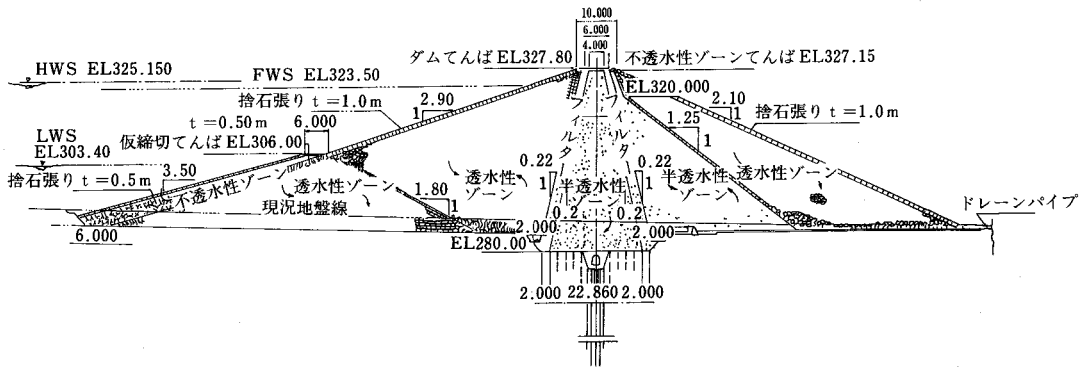 10.000
6.000
4.000
ダムてんば EL327.80
不透水性ゾーンてんば EL327.15
HWS EL325.150
FWS EL323.50
EL320.000
捨石張り t=1.0m
2.90
1
2.10
1
捨石張り t=1.0m
t=0.50m
6.000
1.25
1
LWS
EL303.40
仮締切てんば EL306.00
フィルタ
フィルタ
捨石張り t=0.5m
3.50
1
不透水性ゾーン
透水性ゾーン
現況地盤線
1.80
1
透水性
ゾーン
0.22
1
0.22
1
半透水性
ゾーン
半透水性
ゾーン
透水性
ゾーン
0.2
0.2
2.000
2.000
ドレーンパイプ
6.000
EL280.00
2.000
22.860
2.000